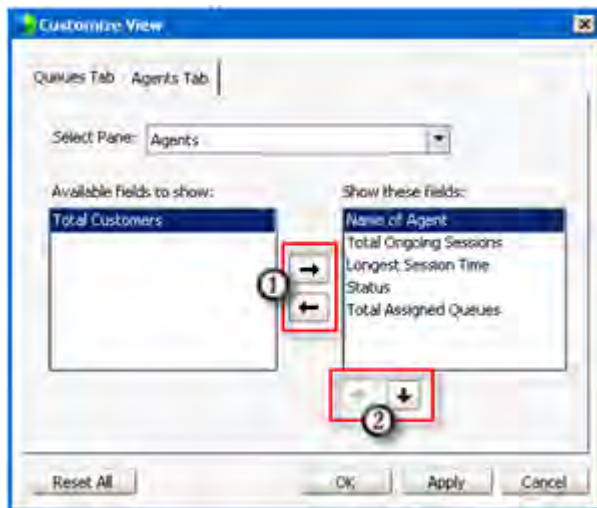 Customize View
Queues Tab Agents Tab
Select Pane: Agents
Available fields to show: Show these fields:
Total Customers Name of Agent
Total Ongoing Sessions
Longest Session Time
1
Status
Total Assigned Queues
2
Reset All OK Apply Cancel